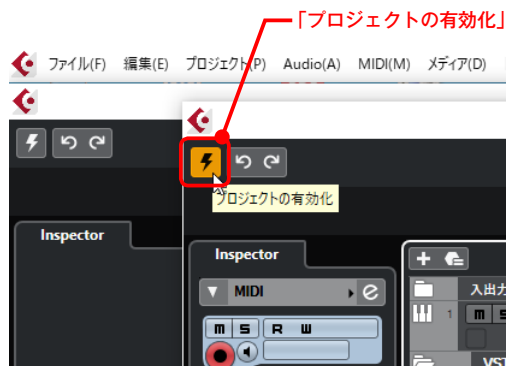 「プロジェクトの有効化」
ファイル(F) 編集(E) プロジェクト(P) Audio(A) MIDI(M) メディア(D)
プロジェクトの有効化
Inspector
Inspector
MIDI e
m S R W
入出力
1 m S
VST